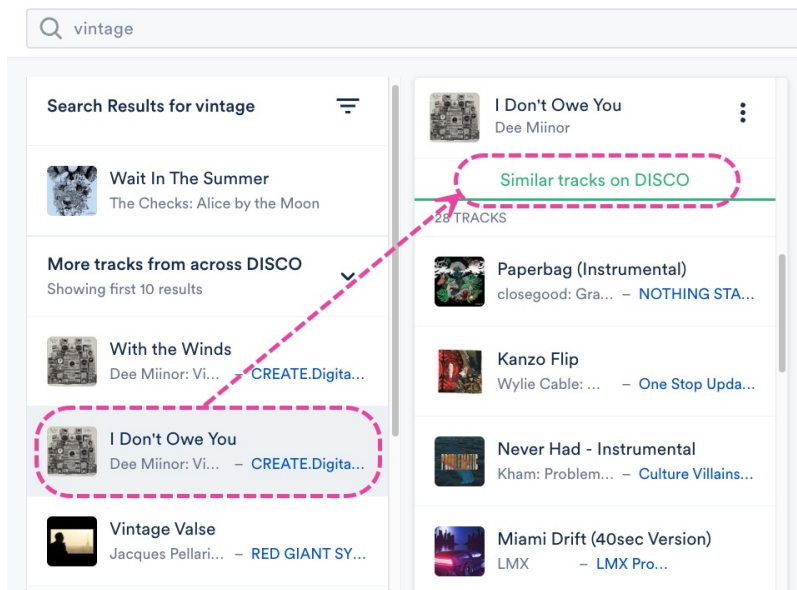 vintage
Search Results for vintage
Wait In The Summer
The Checks: Alice by the Moon
More tracks from across DISCO
Showing first 10 results
With the Winds
Dee Miinor: Vi... – CREATE.Digita...
I Don't Owe You
Dee Miinor: Vi... – CREATE.Digita...
Vintage Valse
Jacques Pellari... – RED GIANT SY...
I Don't Owe You
Dee Miinor
Similar tracks on DISCO
28 TRACKS
Paperbag (Instrumental)
closegood: Gra... – NOTHING STA...
Kanzo Flip
Wylie Cable: ... – One Stop Upda...
Never Had - Instrumental
Kham: Problem... – Culture Villains...
PROBLEMATIC
Miami Drift (40sec Version)
LMX – LMX Pro...